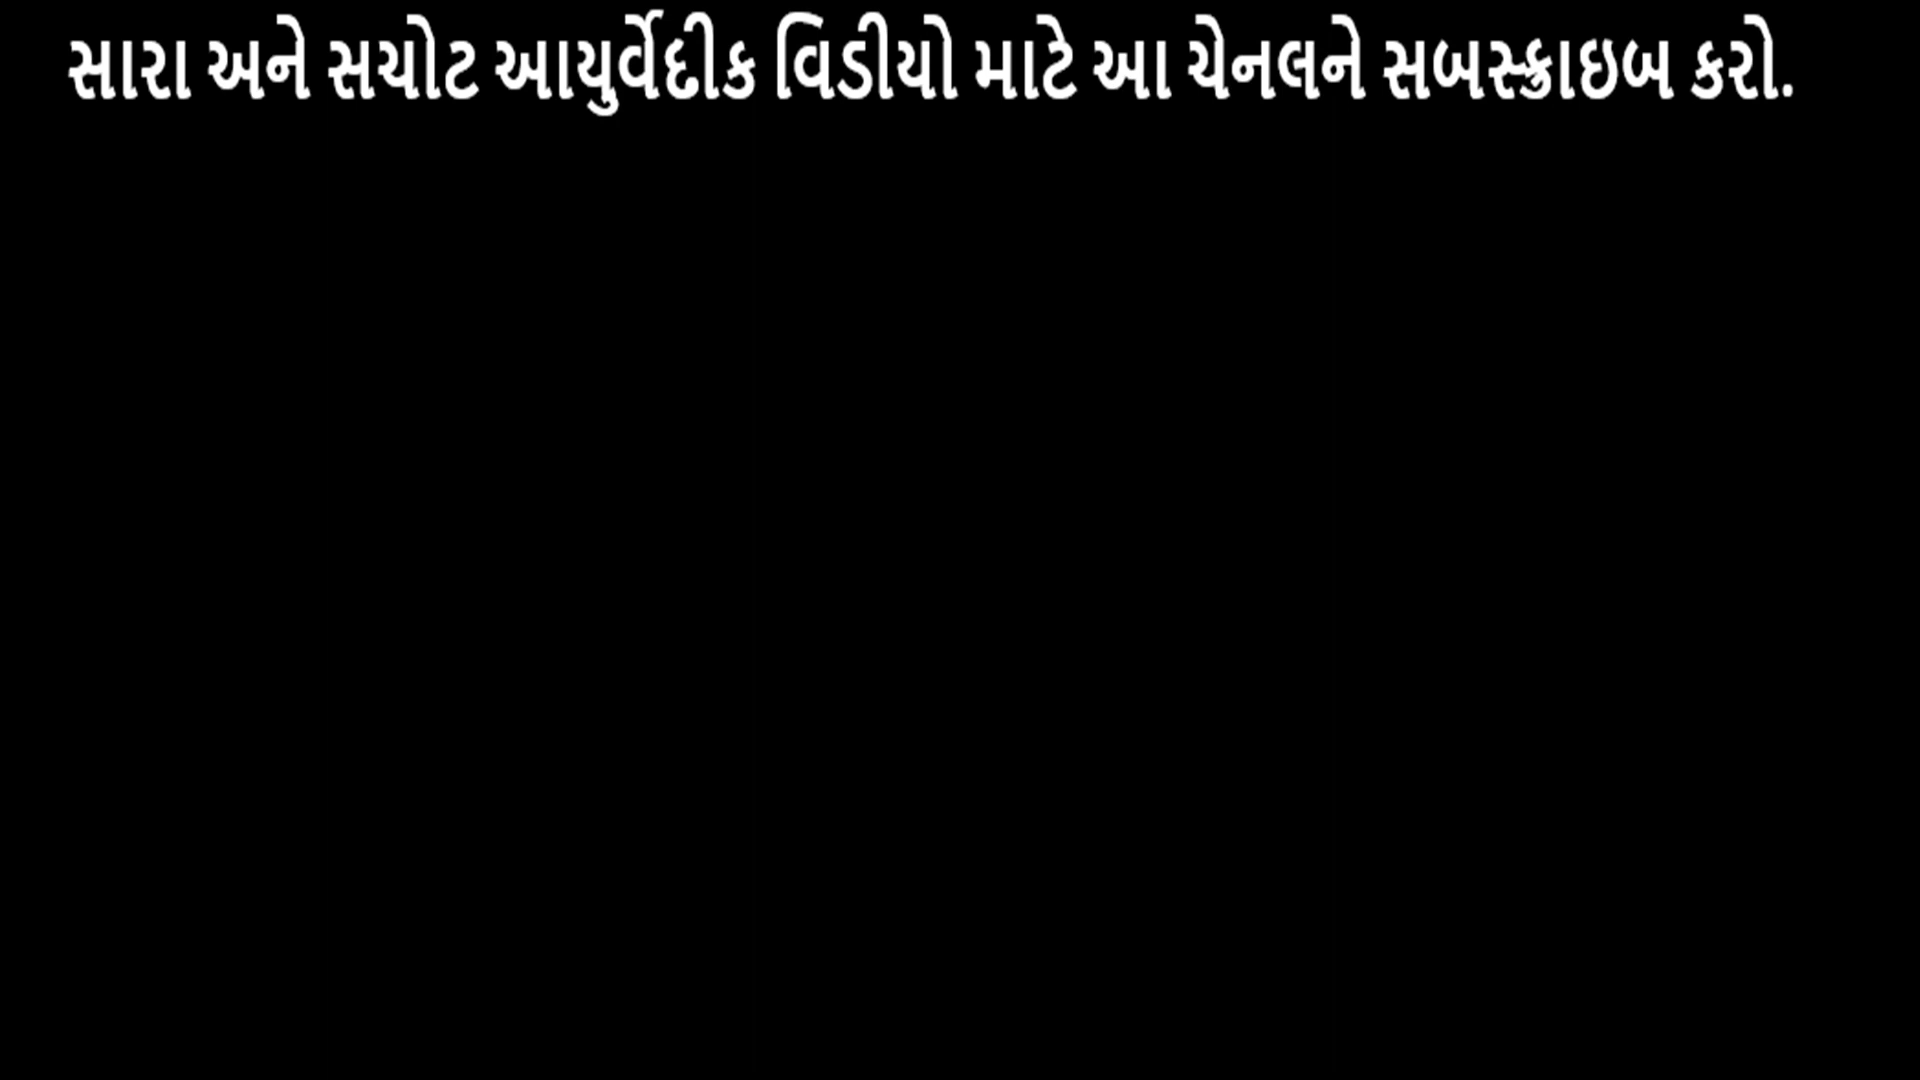 સારા અને સચોટ આયુર્વેદીક વિડીયો માટે આ ચેનલને સબસ્ક્રાઇબ કરો.